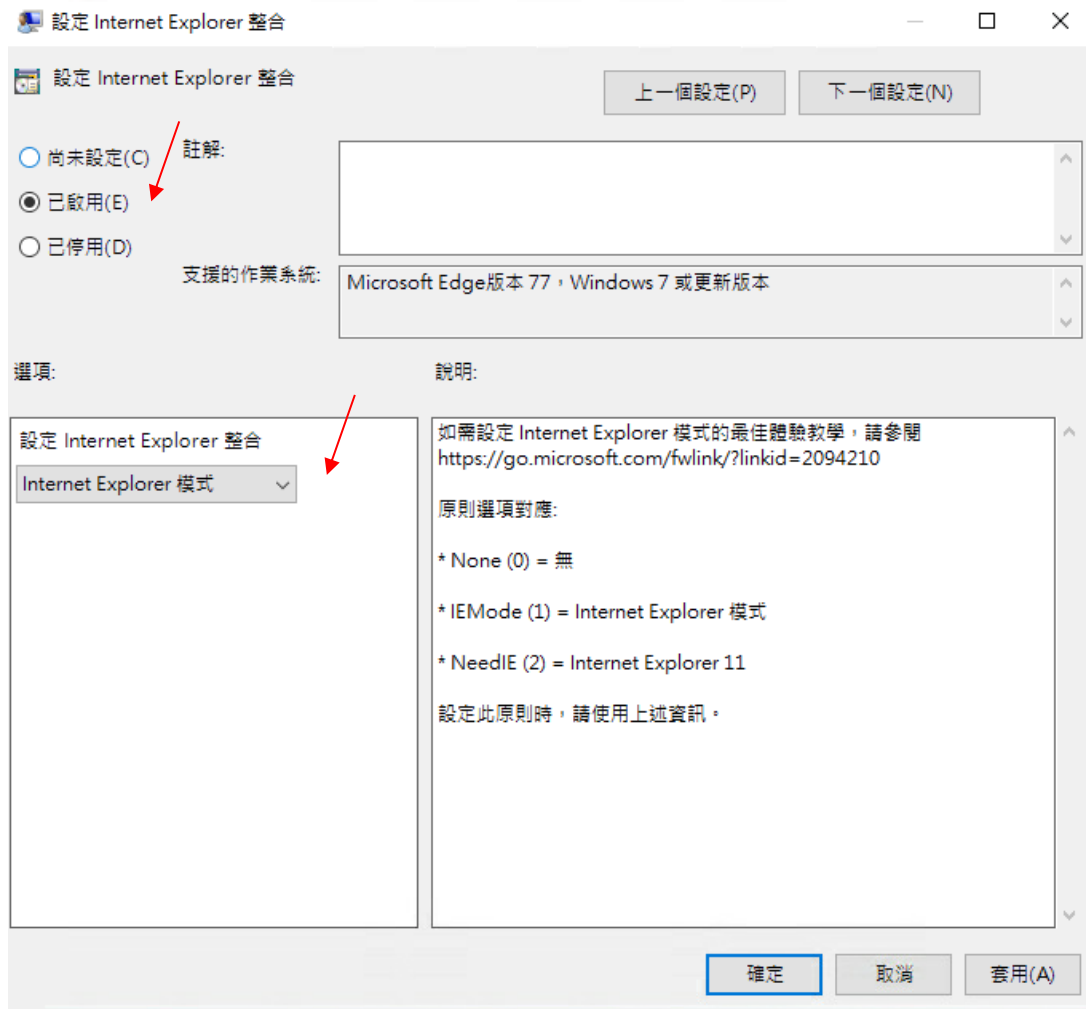 設定 Internet Explorer 整合
設定 Internet Explorer 整合
上一個設定(P)
下一個設定(N)
尚未設定(C)
註解:
已啟用(E)
已停用(D)
支援的作業系統:
Microsoft Edge版本 77，Windows 7 或更新版本
選項:
說明:
設定 Internet Explorer 整合
Internet Explorer 模式
如需設定 Internet Explorer 模式的最佳體驗教學，請參閱
https://go.microsoft.com/fwlink/?linkid=2094210
原則選項對應:
* None (0) = 無
* IEMode (1) = Internet Explorer 模式
* NeedIE (2) = Internet Explorer 11
設定此原則時，請使用上述資訊。
確定
取消
套用(A)